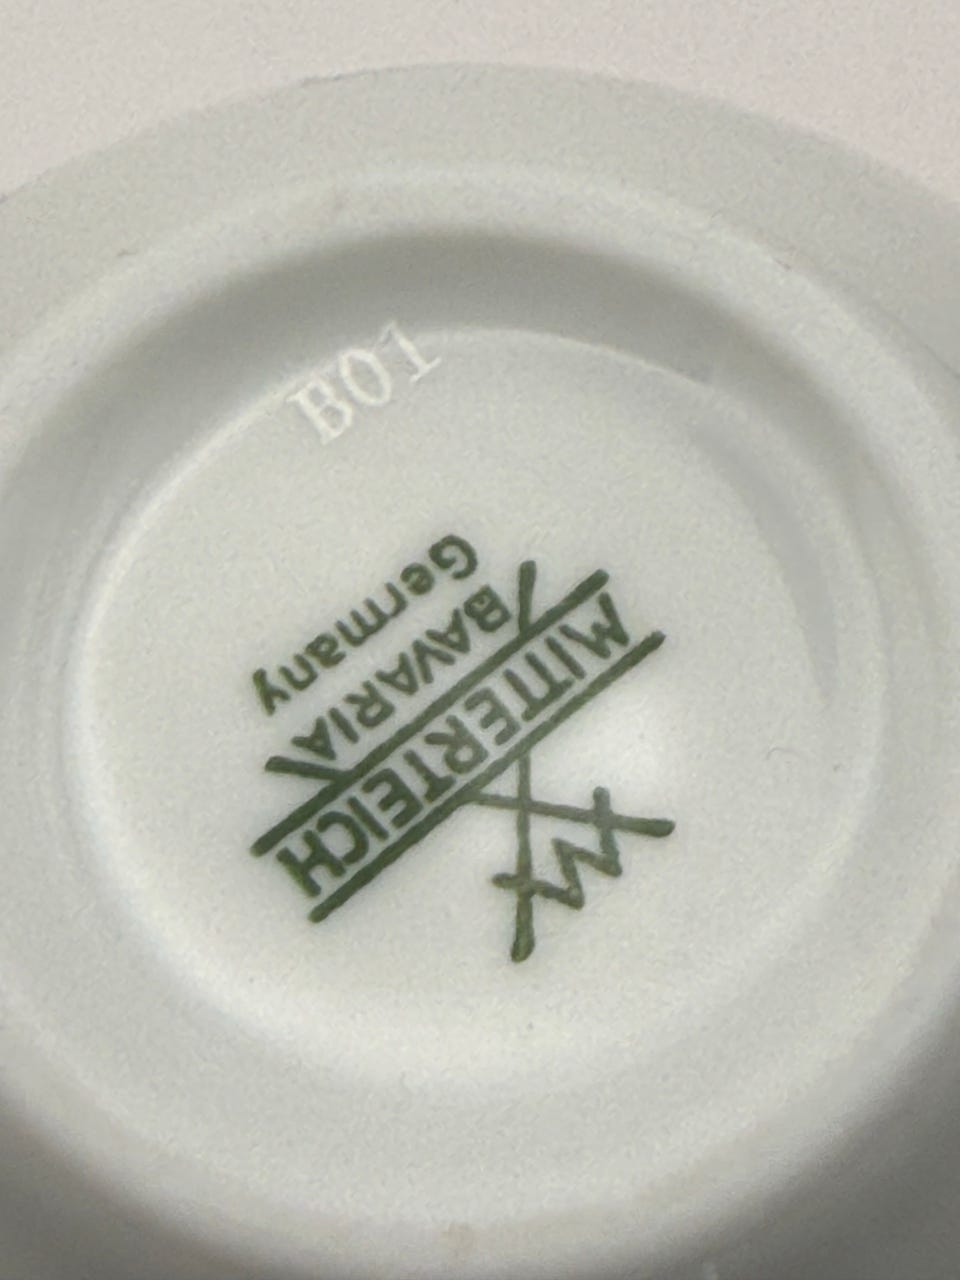 B01
M
MITTERTEICH
BAVARIA
Germany